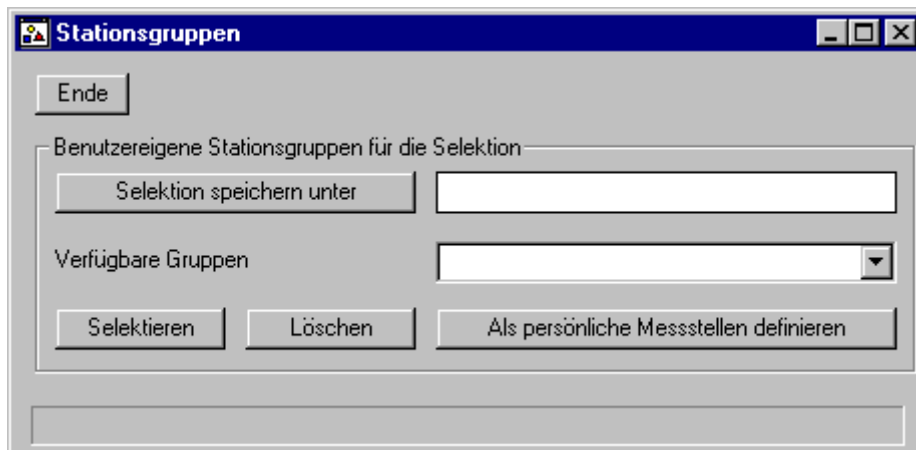 Stationsgruppen
Ende
Benutzereigene Stationsgruppen für die Selektion
Selektion speichern unter
Verfügbare Gruppen
Selektieren Löschen Als persönliche Messstellen definieren